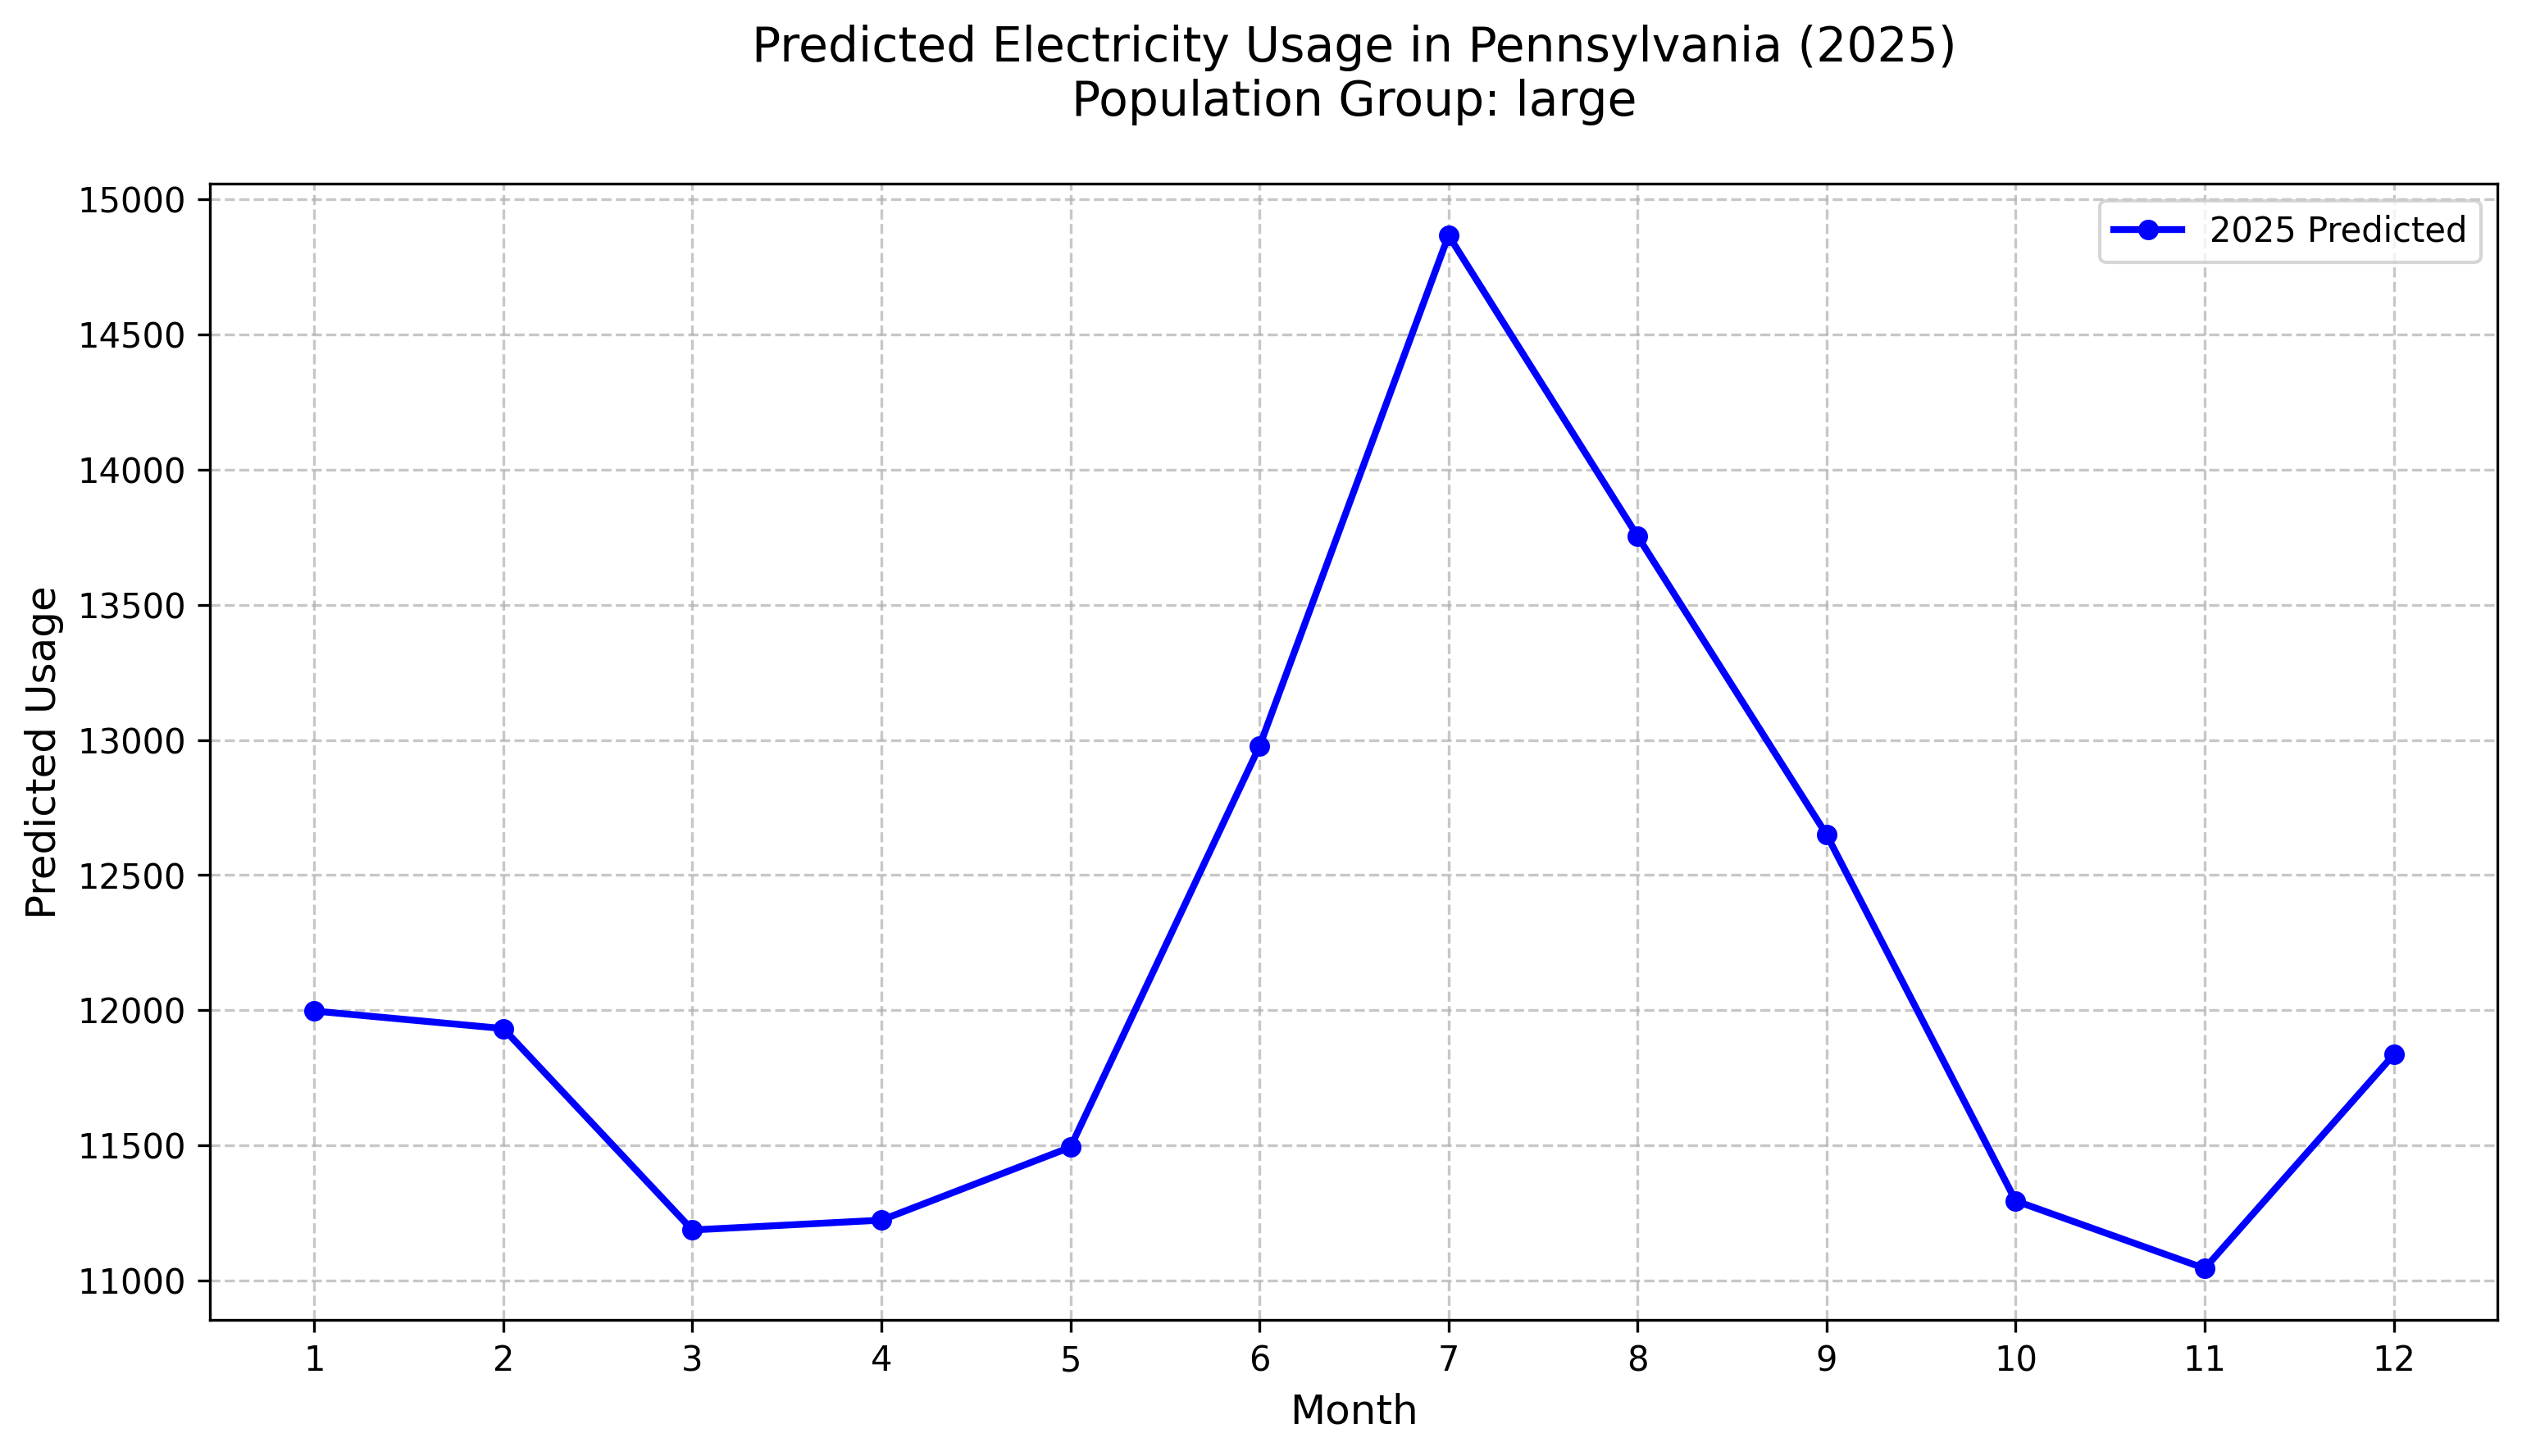 Predicted Electricity Usage in Pennsylvania (2025)
Population Group: large
2025 Predicted
Predicted Usage
15000
14500
14000
13500
13000
12500
12000
11500
11000
1 2 3 4 5 6 7 8 9 10 11 12
Month